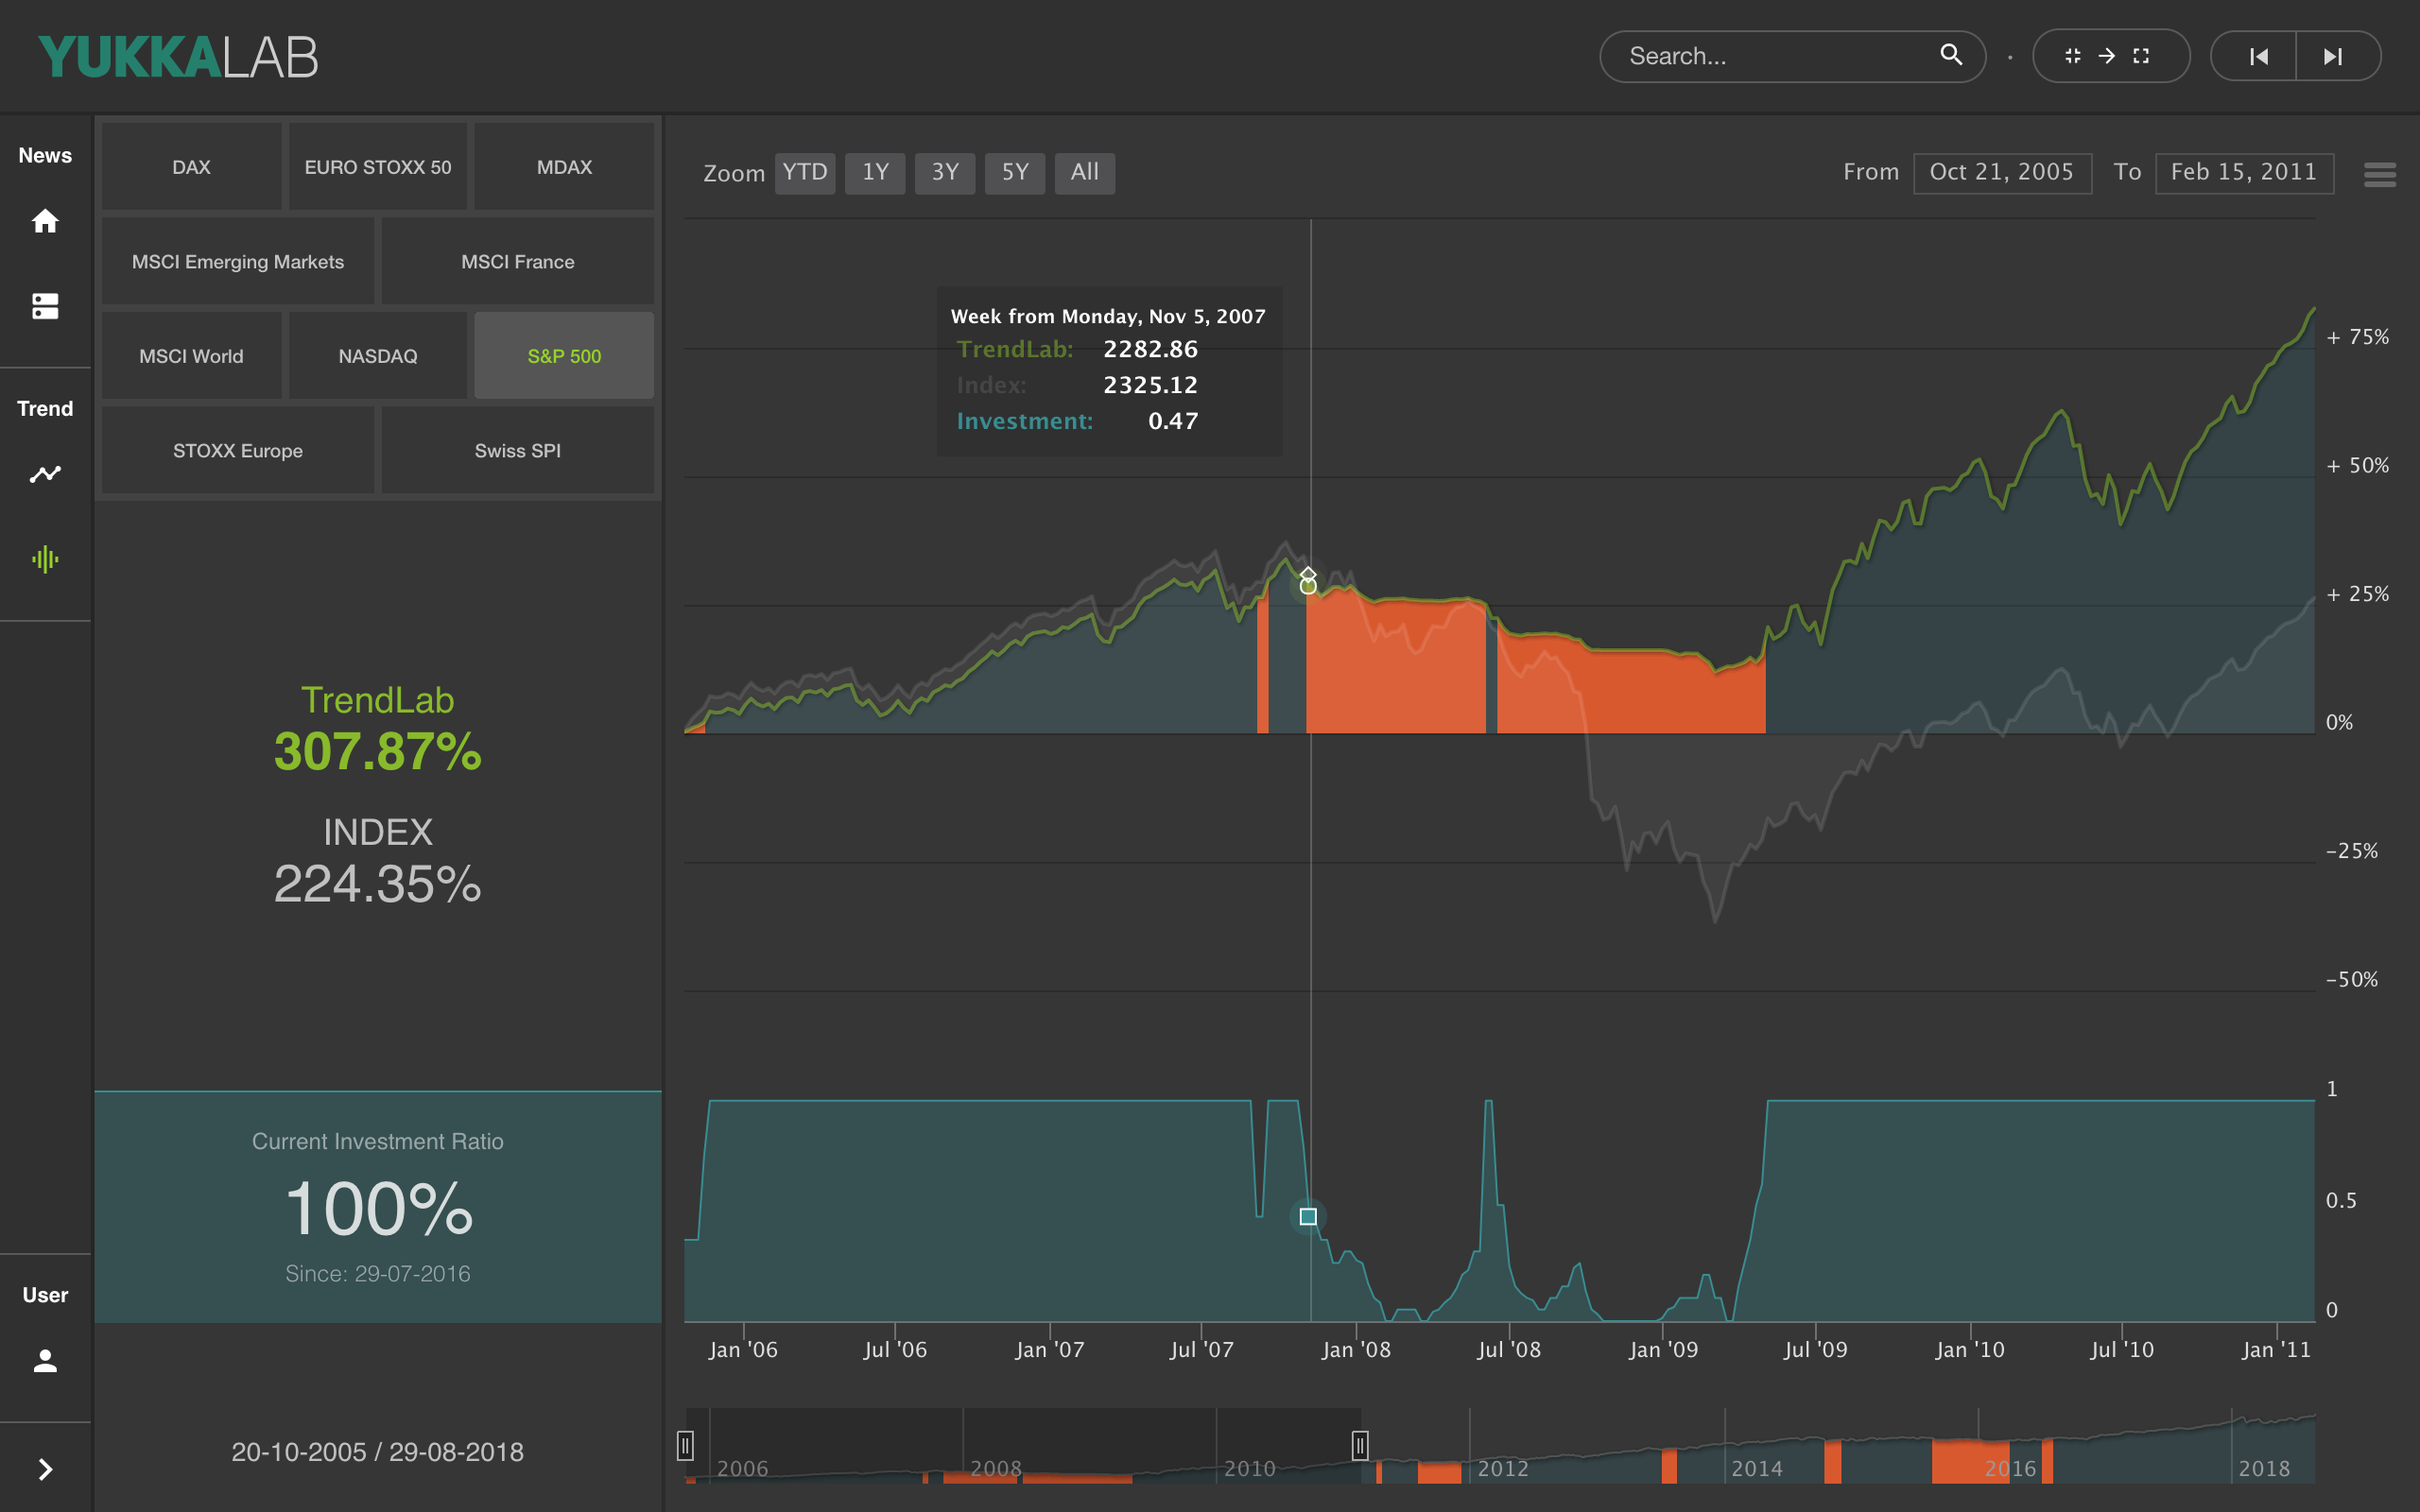 YUKKALAB
Search...
News
Trend
User
DAX
EURO STOXX 50
MDAX
MSCI Emerging Markets
MSCI France
MSCI World
NASDAQ
S&P 500
STOXX Europe
Swiss SPI
TrendLab
307.87%
INDEX
224.35%
Current Investment Ratio
100%
Since: 29-07-2016
20-10-2005 / 29-08-2018
Zoom YTD 1Y 3Y 5Y All
From Oct 21, 2005 To Feb 15, 2011
Week from Monday, Nov 5, 2007
TrendLab: 2282.86
Index: 2325.12
Investment: 0.47
+ 75%
+ 50%
+ 25%
0%
-25%
-50%
1
0.5
0
Jan '06 Jul '06 Jan '07 Jul '07 Jan '08 Jul '08 Jan '09 Jul '09 Jan '10 Jul '10 Jan '11
2006 2008 2010 2012 2014 2016 2018